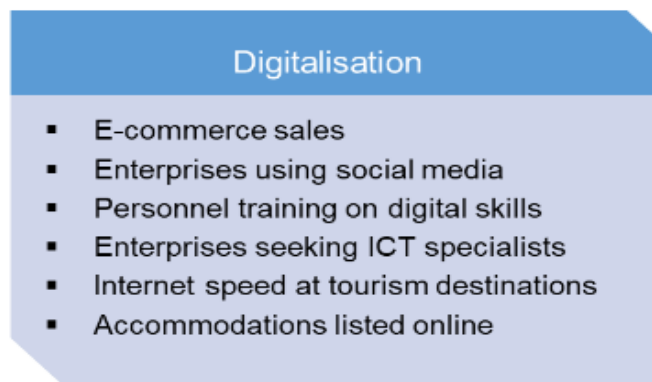 Digitalisation
▪ E-commerce sales
▪ Enterprises using social media
▪ Personnel training on digital skills
▪ Enterprises seeking ICT specialists
▪ Internet speed at tourism destinations
▪ Accommodations listed online